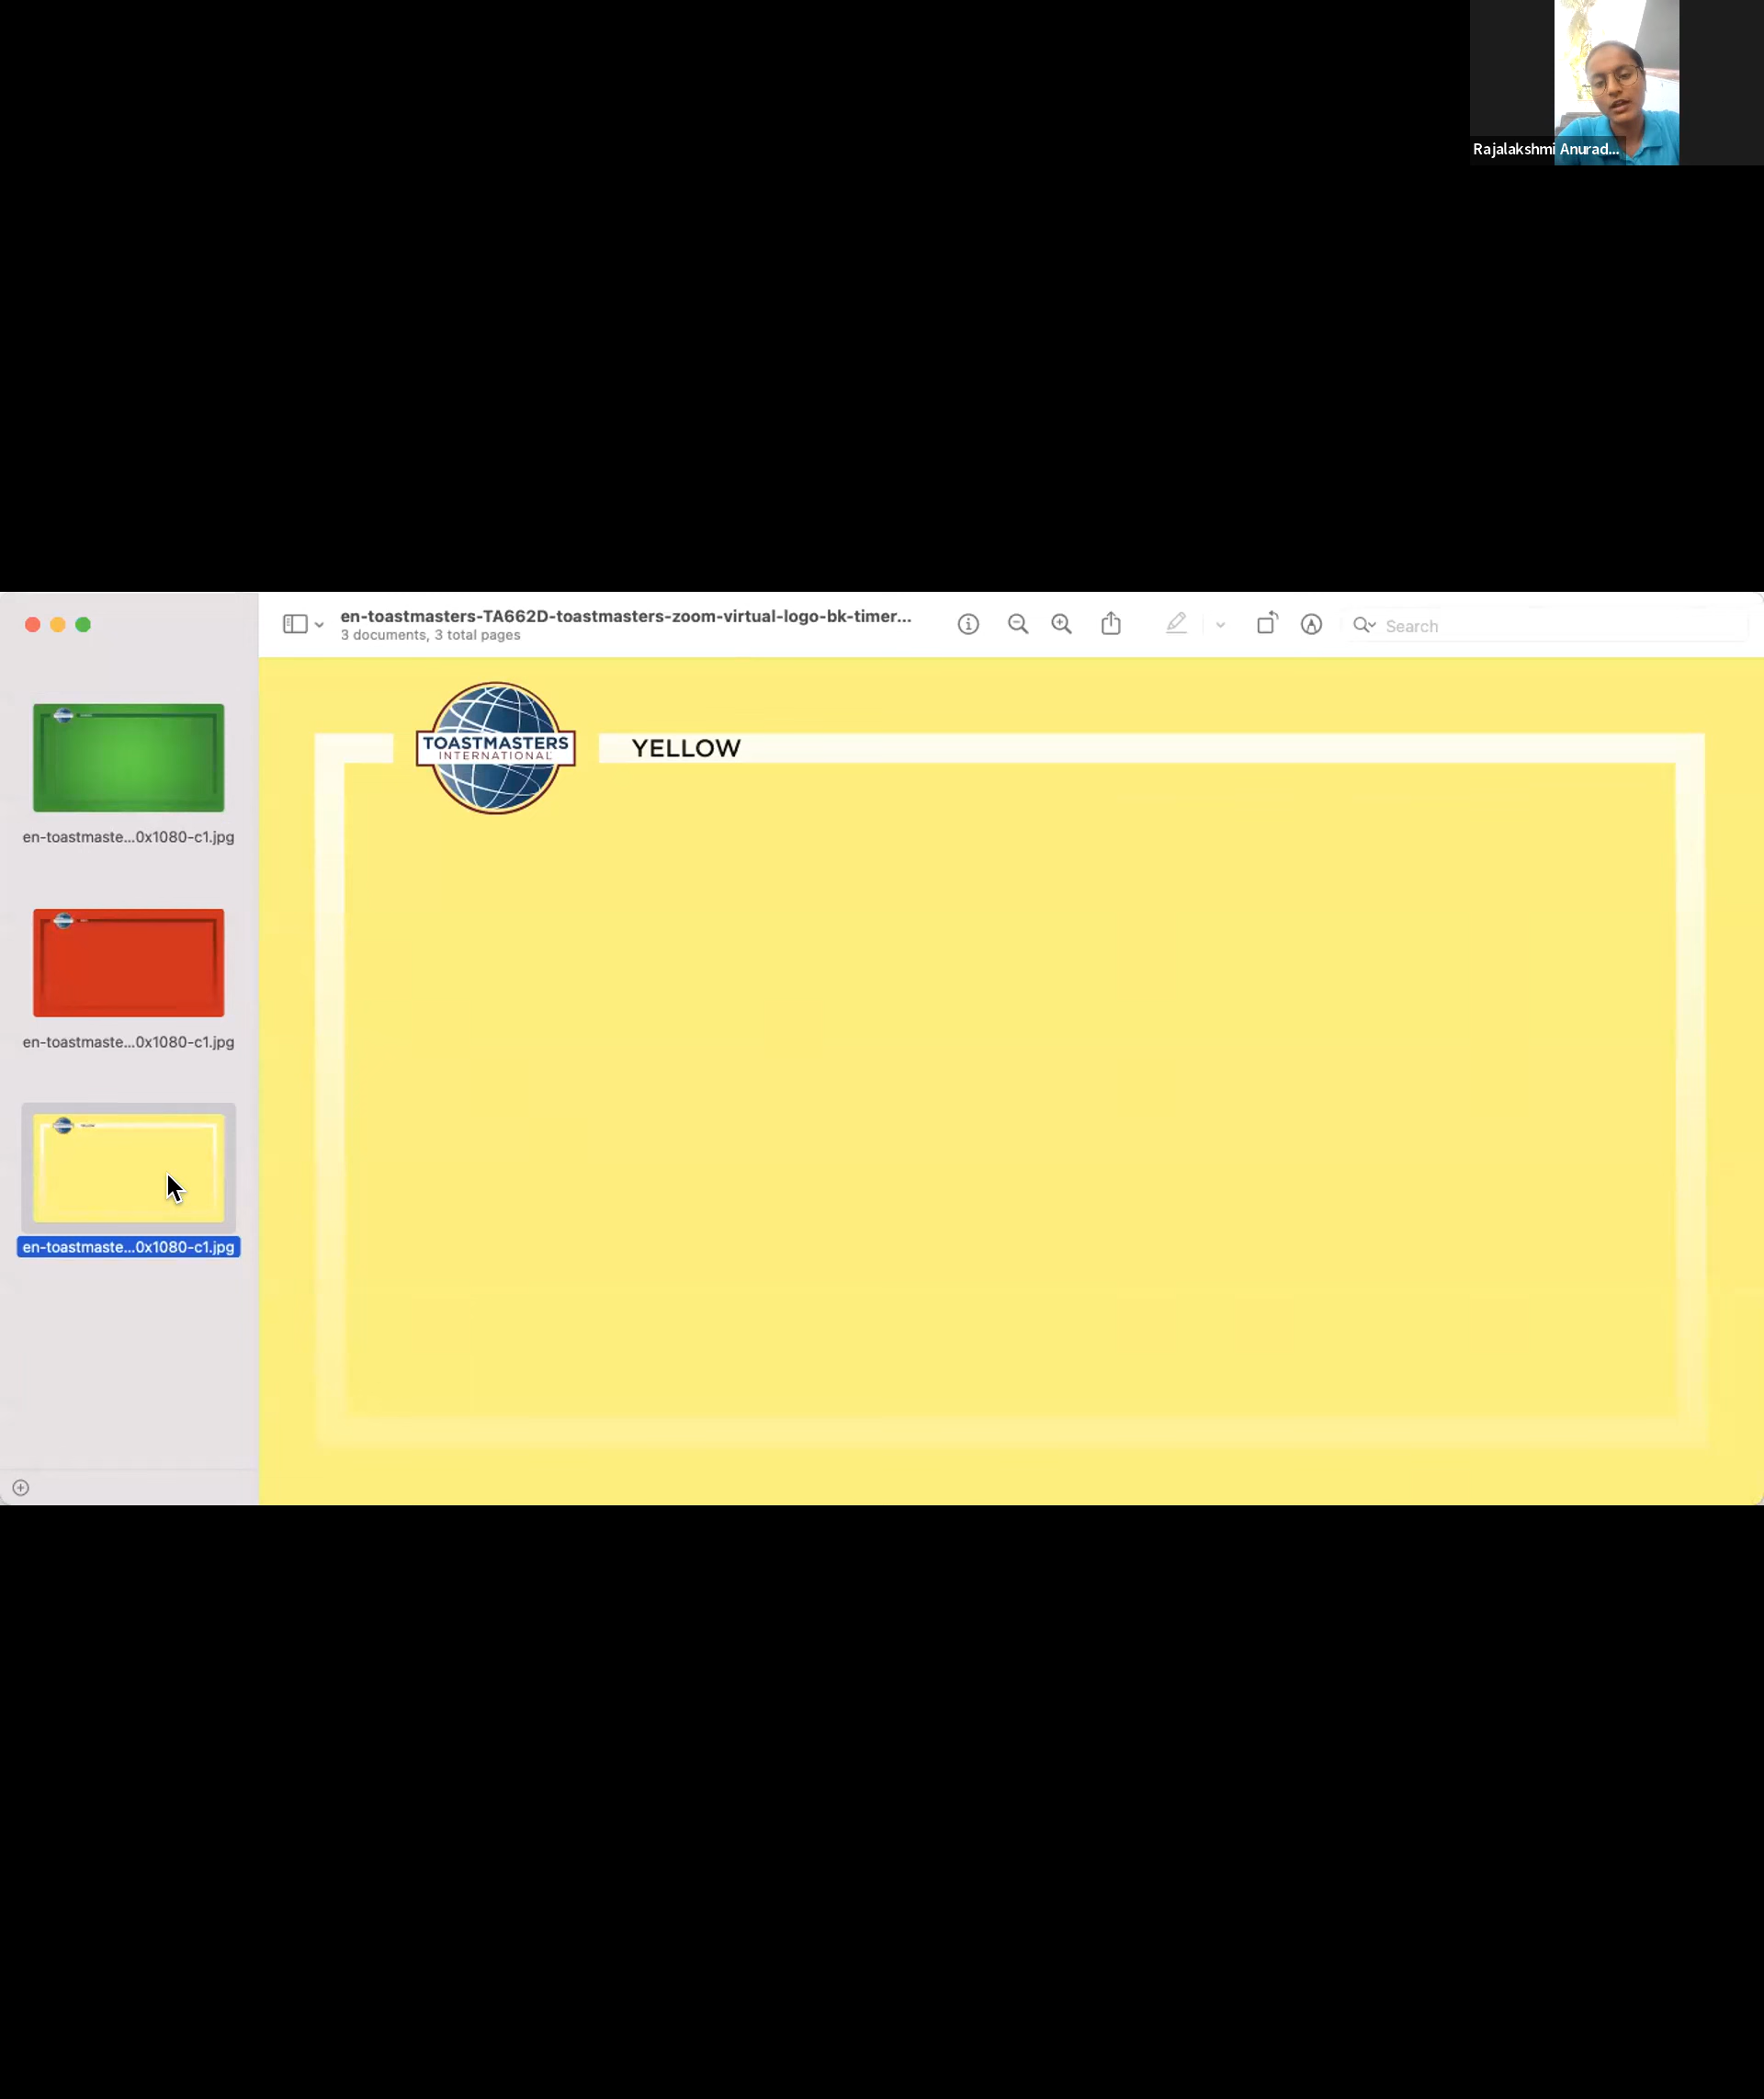 Rajalakshmi Anurad...
en-toastmasters-TA662D-toastmasters-zoom-virtual-logo-bk-timer...
3 documents, 3 total pages
Search
TOASTMASTERS
INTERNATIONAL
YELLOW
en-toastmaste...0x1080-c1.jpg
en-toastmaste...0x1080-c1.jpg
en-toastmaste...0x1080-c1.jpg